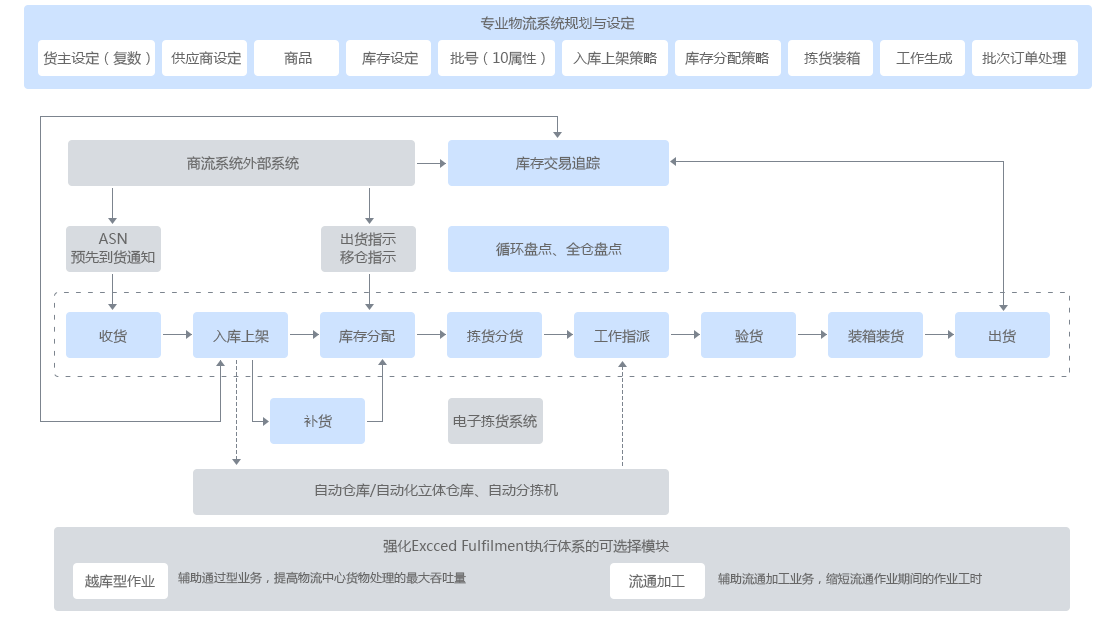 专业物流系统规划与设定
货主设定（复数）
供应商设定
商品
库存设定
批号（10属性）
入库上架策略
库存分配策略
拣货装箱
工作生成
批次订单处理
商流系统外部系统
库存交易追踪
ASN
预先到货通知
出货指示
移仓指示
循环盘点、全仓盘点
收货
入库上架
库存分配
拣货分货
工作指派
验货
装箱装货
出货
补货
电子拣货系统
自动仓库/自动化立体仓库、自动分拣机
强化Excced Fulfilment执行体系的可选择模块
越库型作业
辅助通过型业务，提高物流中心货物处理的最大吞吐量
流通加工
辅助流通加工业务，缩短流通作业期间的作业工时